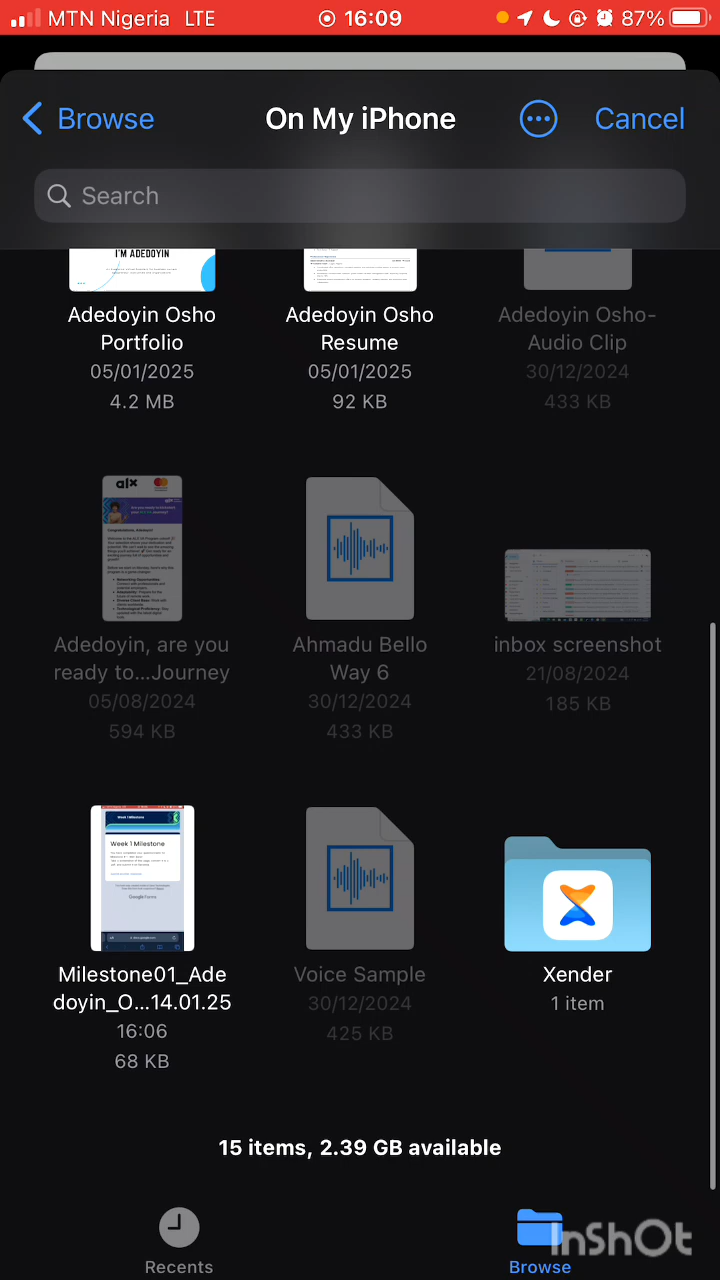 MTN Nigeria LTE 16:09 87%
Browse On My iPhone Cancel
Search
I'M ADEDOYIN
Adedoyin Osho Portfolio
05/01/2025
4.2 MB
Adedoyin Osho Resume
05/01/2025
92 KB
Adedoyin Osho-Audio Clip
30/12/2024
433 KB
alx
Adedoyin, are you
ready to...Journey
05/08/2024
594 KB
Ahmadu Bello
Way 6
30/12/2024
433 KB
inbox screenshot
21/08/2024
185 KB
Week 1 Milestone
Week 1 Milestone
Google Forms
Milestone01_Ade
doyin_O...14.01.25
16:06
68 KB
Voice Sample
30/12/2024
425 KB
Xender
1 item
15 items, 2.39 GB available
Recents
Browse
InShOt